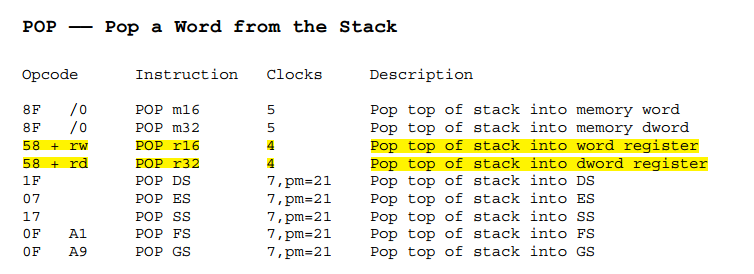 POP —— Pop a Word from the Stack
Opcode Instruction Clocks Description
8F /0 POP m16 5 Pop top of stack into memory word
8F /0 POP m32 5 Pop top of stack into memory dword
58 + rw POP r16 4 Pop top of stack into word register
58 + rd POP r32 4 Pop top of stack into dword register
1F POP DS 7,pm=21 Pop top of stack into DS
07 POP ES 7,pm=21 Pop top of stack into ES
17 POP SS 7,pm=21 Pop top of stack into SS
0F A1 POP FS 7,pm=21 Pop top of stack into FS
0F A9 POP GS 7,pm=21 Pop top of stack into GS